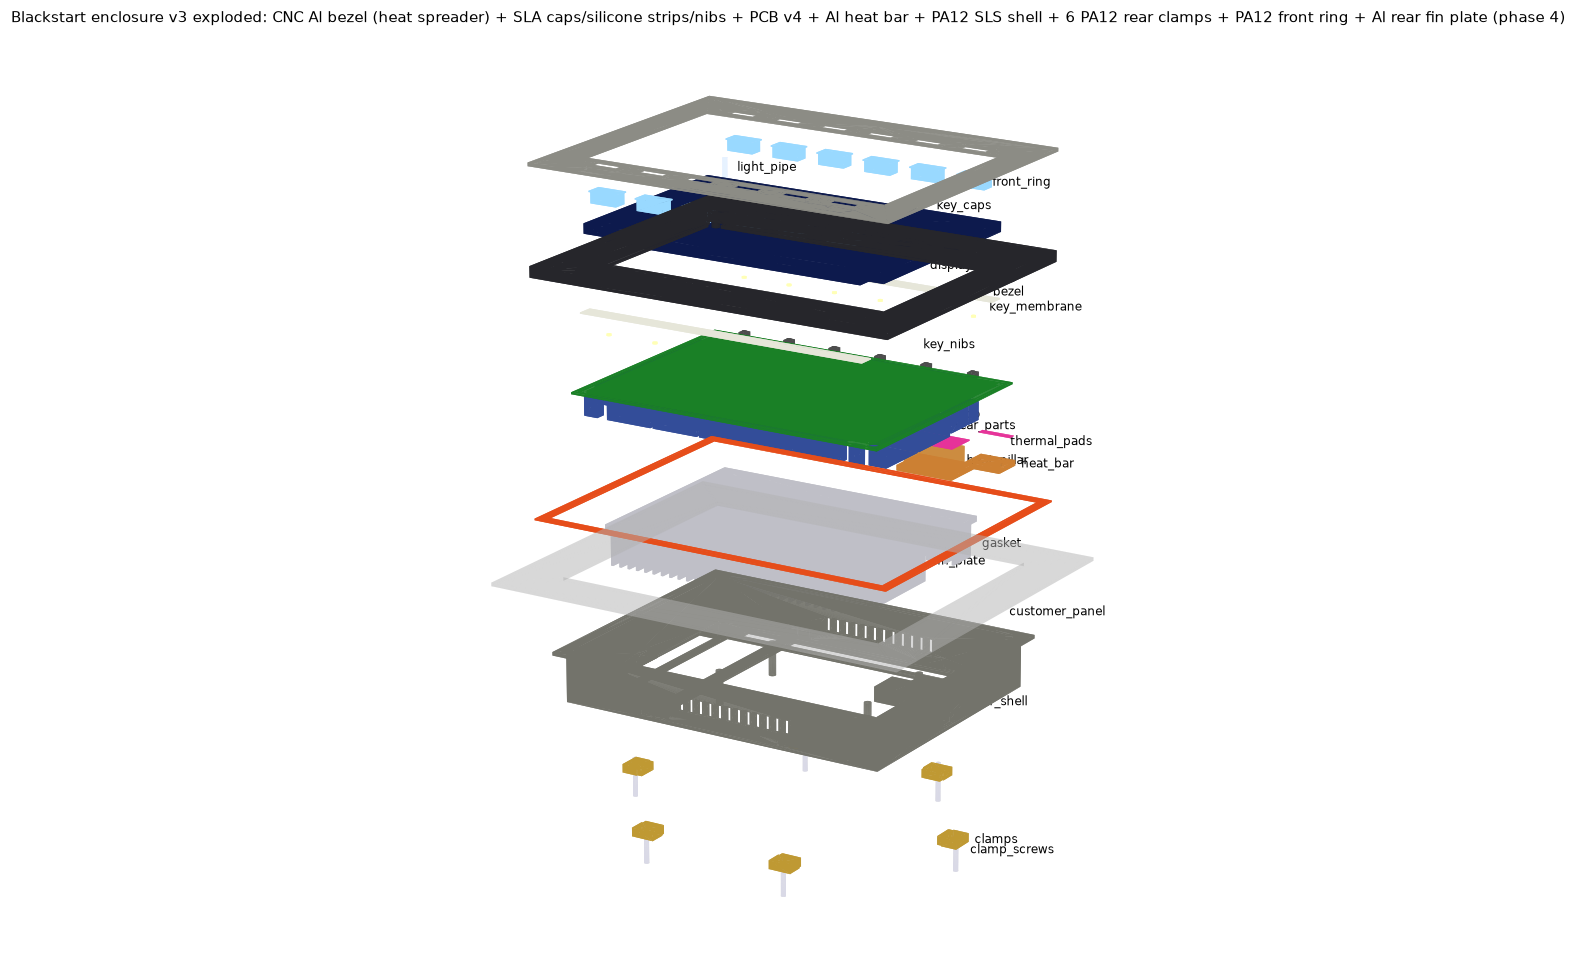 Blackstart enclosure v3 exploded: CNC Al bezel (heat spreader) + SLA caps/silicone strips/nibs + PCB v4 + Al heat bar + PA12 SLS shell + 6 PA12 rear clamps + PA12 front ring + Al rear fin plate (phase 4)
light_pipe
front_ring
key_caps
bezel
key_membrane
key_nibs
thermal_pads
heat_bar
gasket
customer_panel
clamps
clamp_screws